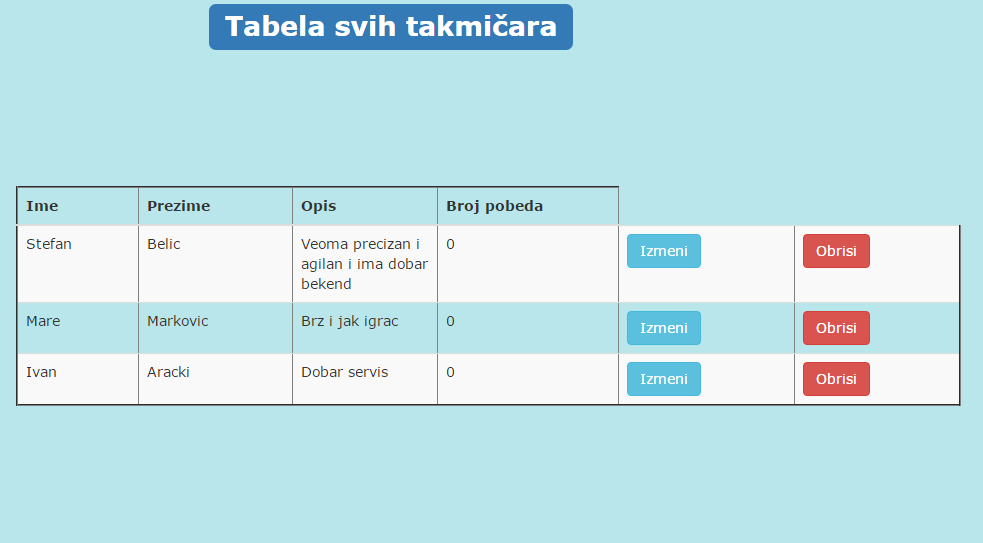 Tabela svih takmičara
Ime Prezime Opis Broj pobeda
Stefan Belic Veoma precizan i 0 Izmeni Obrisi
agilan i ima dobar
bekend
Mare Markovic Brz i jak igrac 0 Izmeni Obrisi
Ivan Aracki Dobar servis 0 Izmeni Obrisi